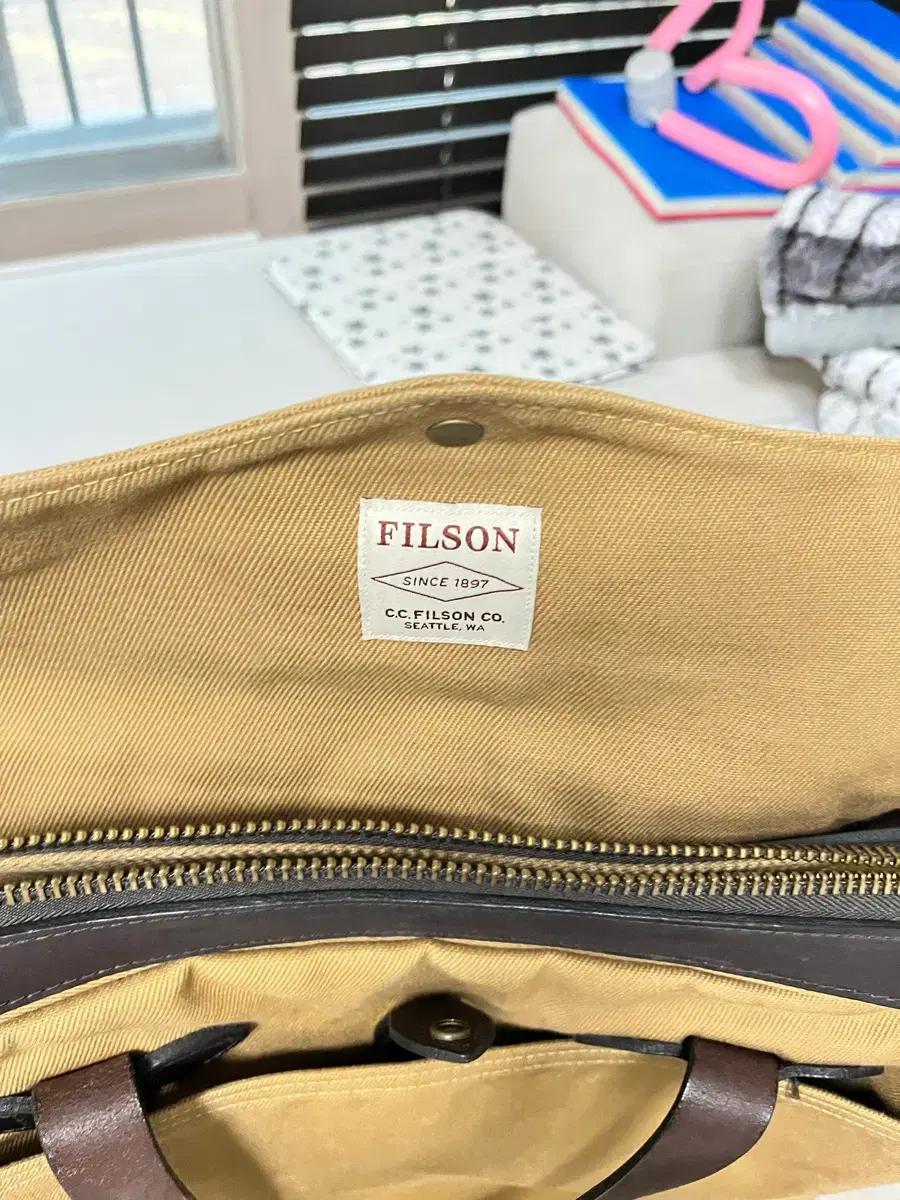 FILSON
SINCE 1897
C.C. FILSON CO.
SEATTLE, WA